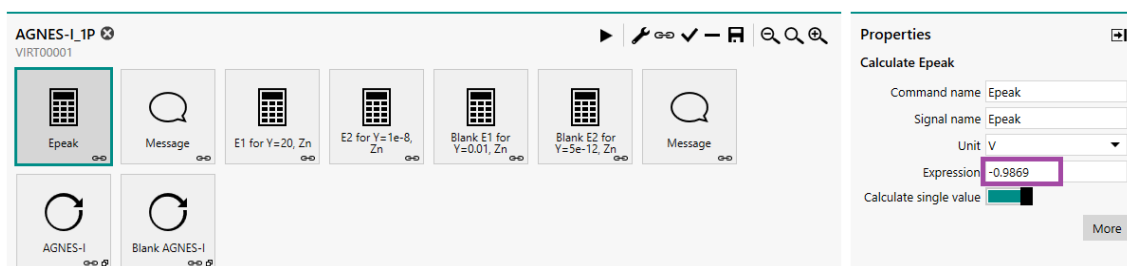 AGNES-I_1P
VIRT00001
Epeak
Message
E1 for Y=20, Zn
E2 for Y=1e-8,
Zn
Blank E1 for
Y=0.01, Zn
Blank E2 for
Y=5e-12, Zn
Message
AGNES-I
Blank AGNES-I
Properties
Calculate Epeak
Command name Epeak
Signal name Epeak
Unit V
Expression -0.9869
Calculate single value
More